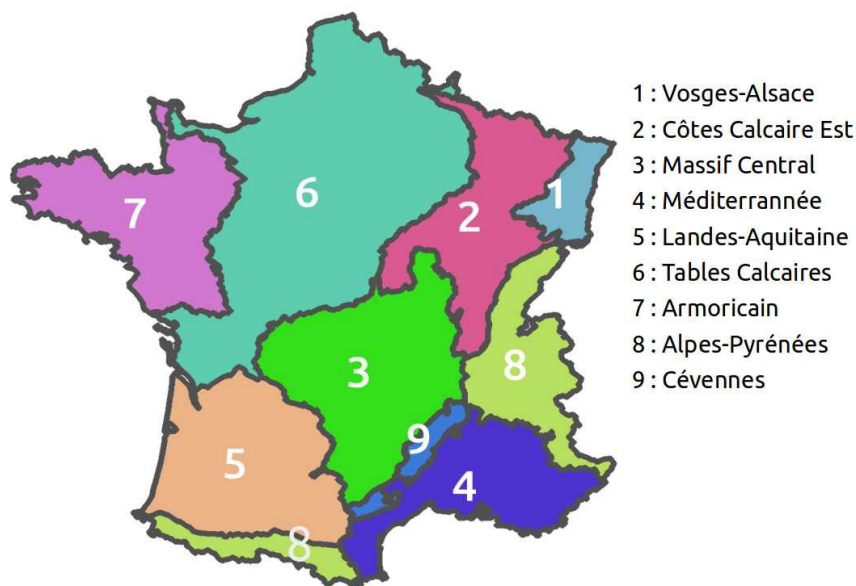 1 : Vosges-Alsace
2 : Côtes Calcaire Est
3 : Massif Central
4 : Méditerrannée
5 : Landes-Aquitaine
6 : Tables Calcaires
7 : Armoricain
8 : Alpes-Pyrénées
9 : Cévennes
6
1
7
2
3
8
9
5
4
8